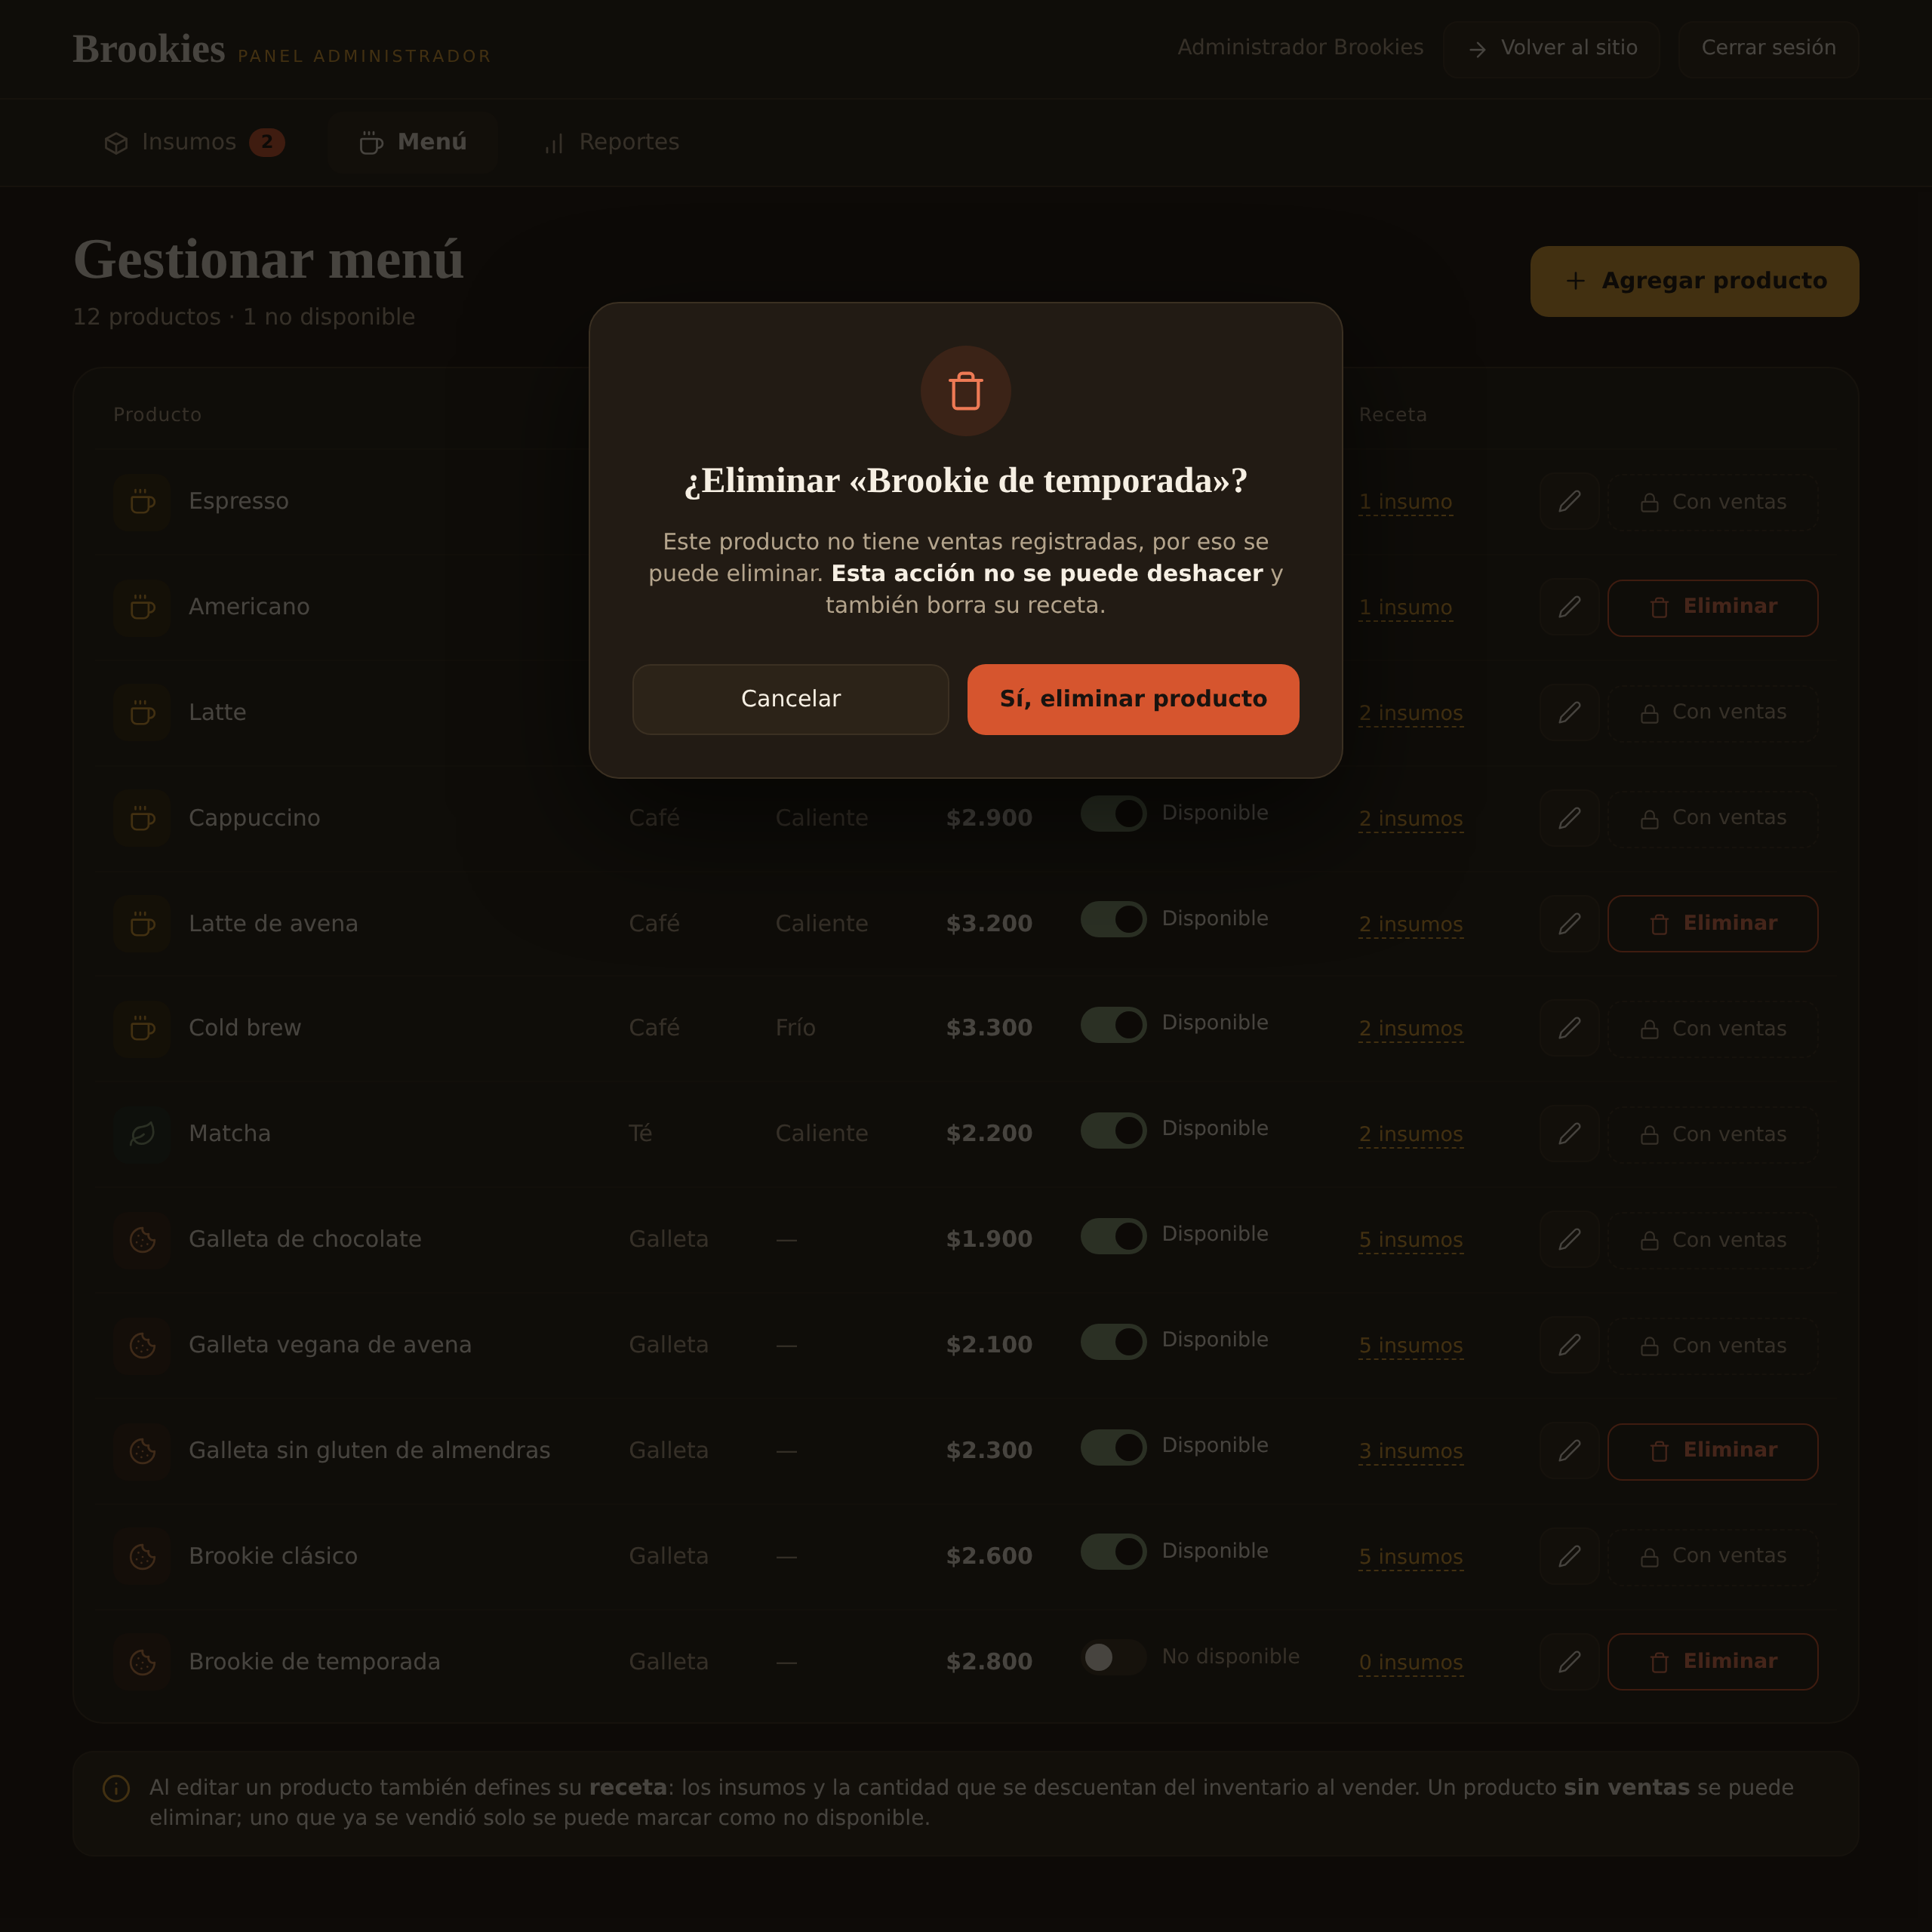 Brookies PANEL ADMINISTRADOR
Administrador Brookies
Volver al sitio
Cerrar sesión
Insumos 2
Menú
Reportes
Gestionar menú
12 productos · 1 no disponible
Agregar producto
¿Eliminar «Brookie de temporada»?
Este producto no tiene ventas registradas, por eso se
puede eliminar. Esta acción no se puede deshacer y
también borra su receta.
Cancelar
Sí, eliminar producto
Producto Receta
Espresso 1 insumo Con ventas
Americano 1 insumo Eliminar
Latte 2 insumos Con ventas
Cappuccino Café Caliente $2.900 Disponible 2 insumos Con ventas
Latte de avena Café Caliente $3.200 Disponible 2 insumos Eliminar
Cold brew Café Frío $3.300 Disponible 2 insumos Con ventas
Matcha Té Caliente $2.200 Disponible 2 insumos Con ventas
Galleta de chocolate Galleta — $1.900 Disponible 5 insumos Con ventas
Galleta vegana de avena Galleta — $2.100 Disponible 5 insumos Con ventas
Galleta sin gluten de almendras Galleta — $2.300 Disponible 3 insumos Eliminar
Brookie clásico Galleta — $2.600 Disponible 5 insumos Con ventas
Brookie de temporada Galleta — $2.800 No disponible 0 insumos Eliminar
Al editar un producto también defines su receta: los insumos y la cantidad que se descuentan del inventario al vender. Un producto sin ventas se puede
eliminar; uno que ya se vendió solo se puede marcar como no disponible.